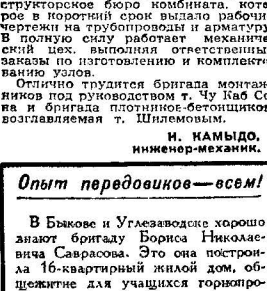 структорское бюро комбината, кото
рое в короткий срок выдало рабочи
чертежи на трубопроводы и арматуру
В полную силу работает механиче
ский цех, выполняя ответственны
заказы по изготовлению и комплекто
ванию узлов.
Отлично трудится бригада монтаж
ников под руководством т. Чу Каб Со
на и бригада плотников-бетонщиков
возглавляемая т. Шилемовым.
И. КАМЫДО,
инженер-механик.
Опыт передовиков—всем!
В Быкове и Углезаводске хорошо
знают бригаду Бориса Николае-
вича Саврасова. Это она построи-
ла 16-квартирный жилой дом, об-
щежитие для учащихся горнопро-